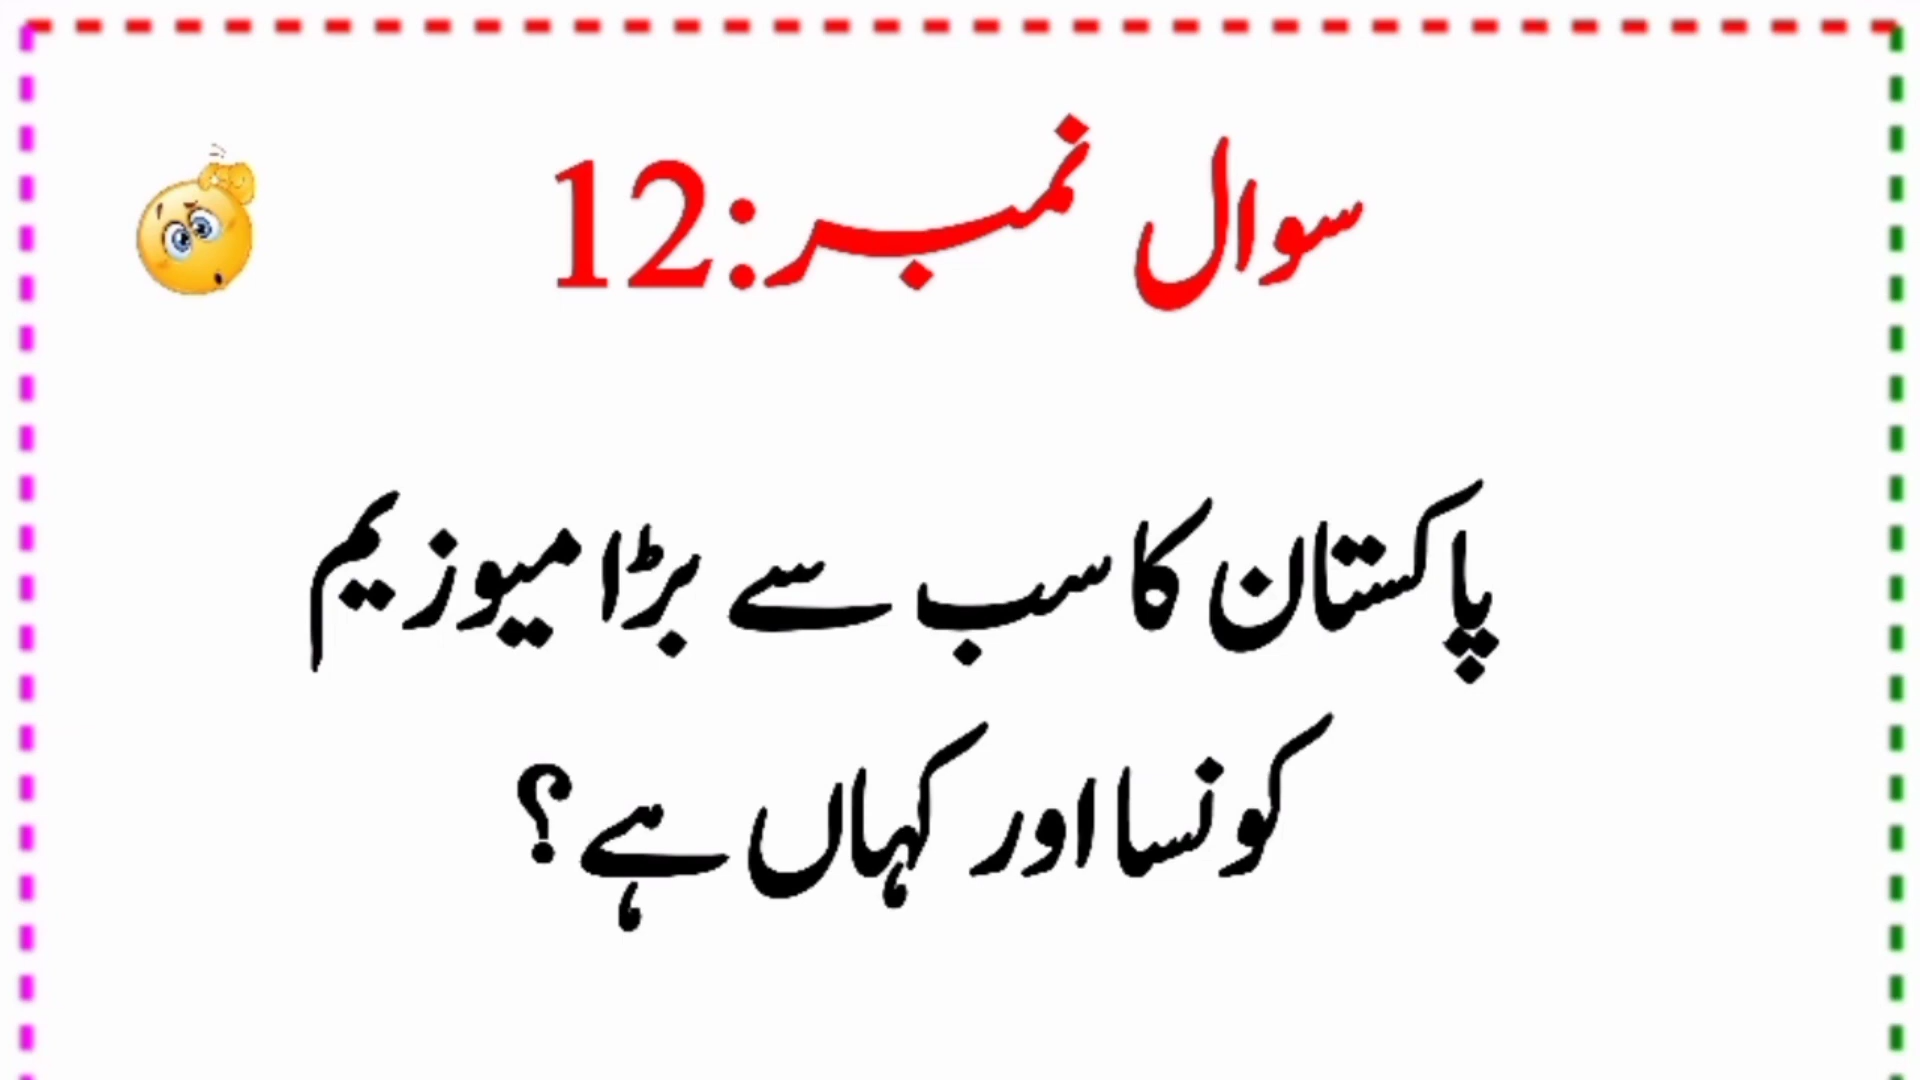 سوال نمبر:12
پاکستان کا سب سے بڑا میوزیم
کونسا اور کہاں ہے؟